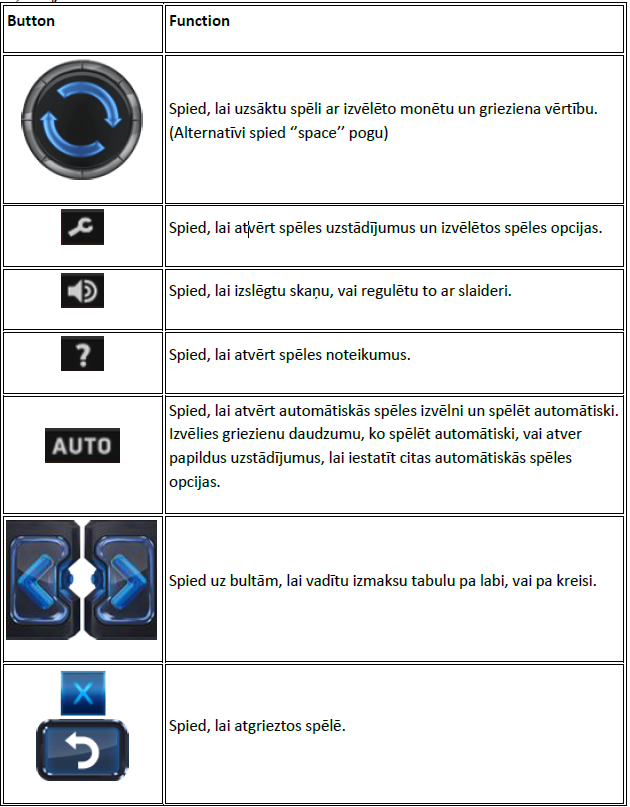 Button Function
Spied, lai uzsāktu spēli ar izvēlēto monētu un grieziena vērtību.
(Alternatīvi spied ‘’space’’ pogu)
Spied, lai atvērt spēles uzstādījumus un izvēlētos spēles opcijas.
Spied, lai izslēgtu skaņu, vai regulētu to ar slaideri.
?
Spied, lai atvērt spēles noteikumus.
AUTO
Spied, lai atvērt automātiskās spēles izvēlni un spēlēt automātiski.
Izvēlies griezienu daudzumu, ko spēlēt automātiski, vai atver
papildus uzstādījumus, lai iestatīt citas automātiskās spēles
opcijas.
Spied uz bultām, lai vadītu izmaksu tabulu pa labi, vai pa kreisi.
X
Spied, lai atgrieztos spēlē.